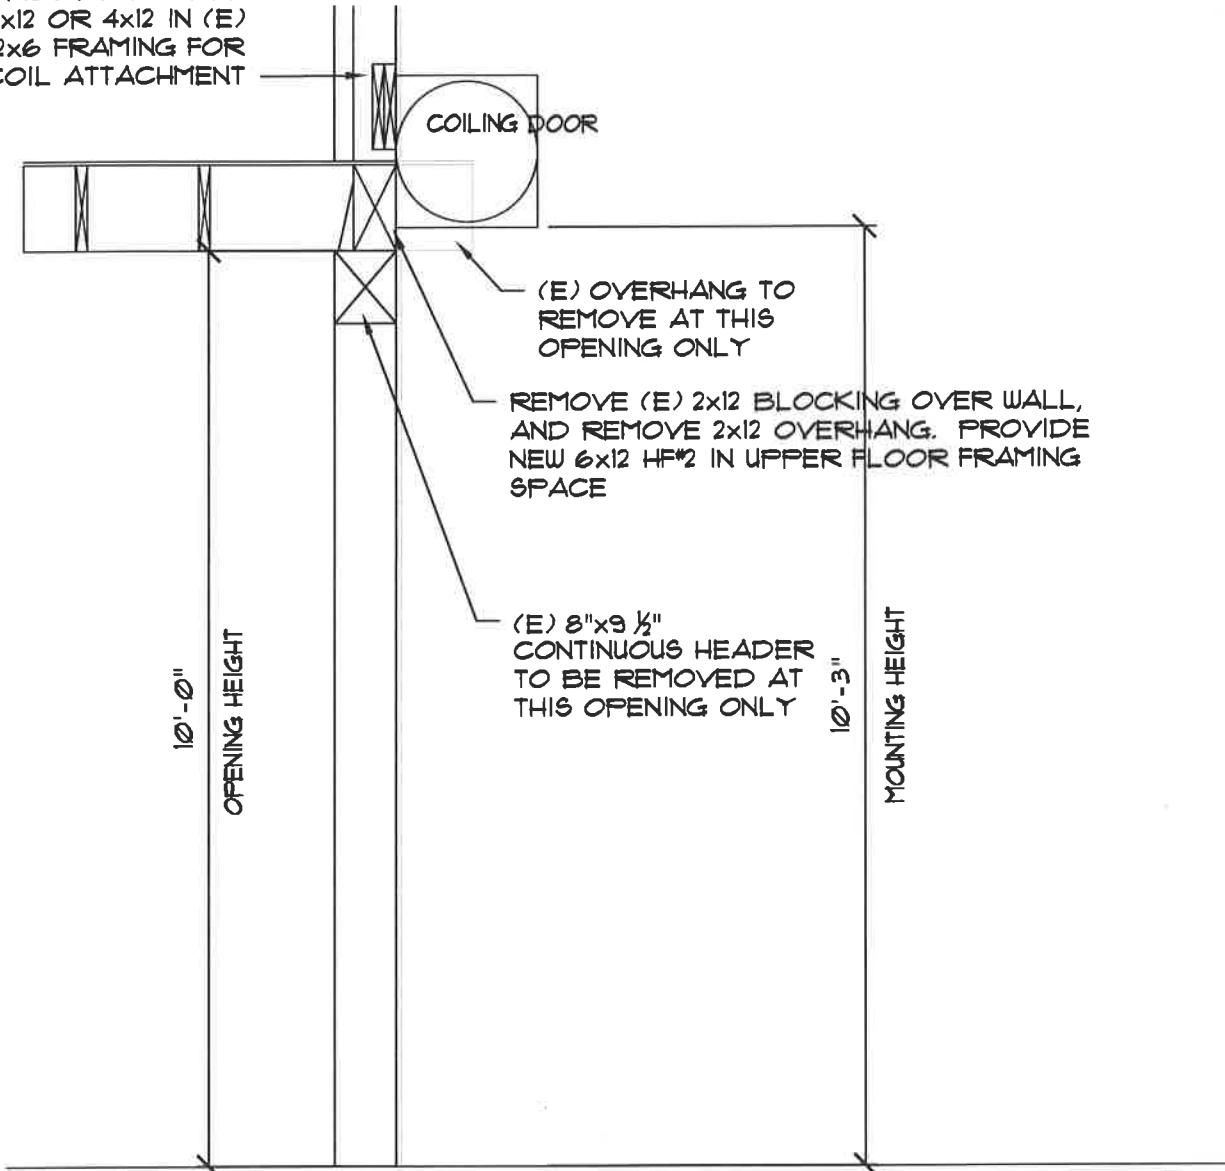 x12 OR 4x12 IN (E)
2x6 FRAMING FOR
COIL ATTACHMENT
COILING DOOR
(E) OVERHANG TO
REMOVE AT THIS
OPENING ONLY
REMOVE (E) 2x12 BLOCKING OVER WALL,
AND REMOVE 2x12 OVERHANG. PROVIDE
NEW 6x12 HF#2 IN UPPER FLOOR FRAMING
SPACE
(E) 8"x9 ½"
CONTINUOUS HEADER
TO BE REMOVED AT
THIS OPENING ONLY
10'-0"
OPENING HEIGHT
10'-3"
MOUNTING HEIGHT